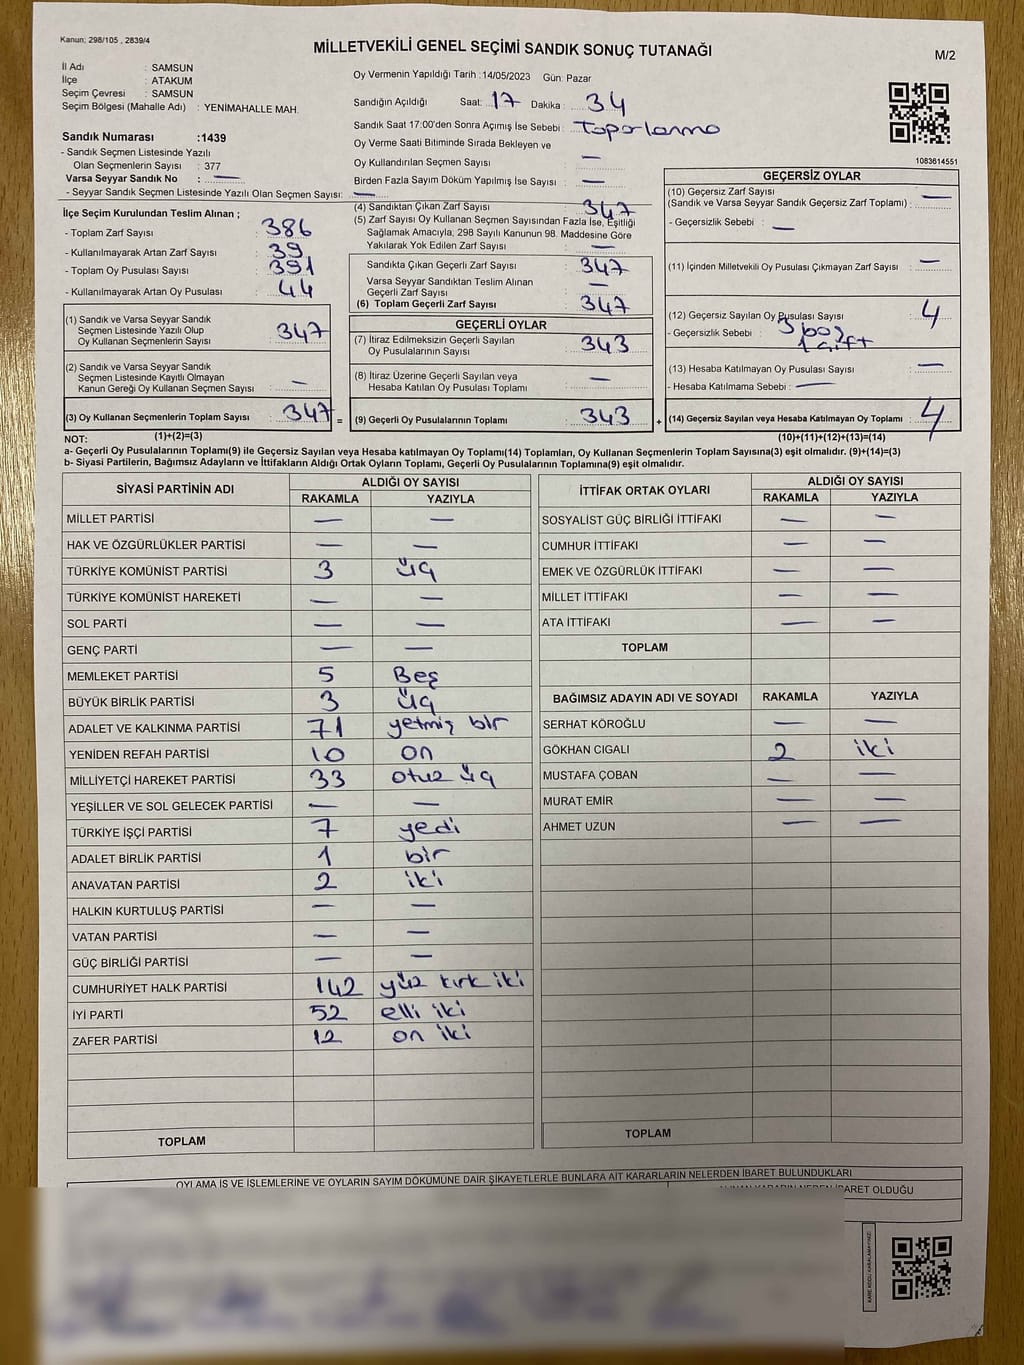 Kanun; 298/105 , 2839/4
MİLLETVEKİLİ GENEL SEÇİMİ SANDIK SONUÇ TUTANAĞI
M/2
İl Adı : SAMSUN
İlçe : ATAKUM
Seçim Çevresi : SAMSUN
Seçim Bölgesi (Mahalle Adı) : YENİMAHALLE MAH.
Sandık Numarası :1439
- Sandık Seçmen Listesinde Yazılı
Olan Seçmenlerin Sayısı : 377
Varsa Seyyar Sandık No : —
- Seyyar Sandık Seçmen Listesinde Yazılı Olan Seçmen Sayısı: —
Oy Vermenin Yapıldığı Tarih :14/05/2023 Gün: Pazar
Sandığın Açıldığı Saat: 17 Dakika : 34
Sandık Saat 17:00'den Sonra Açımış İse Sebebi : Toparlanma
Oy Verme Saati Bitiminde Sırada Bekleyen ve
Oy Kullandırılan Seçmen Sayısı : —
Birden Fazla Sayım Döküm Yapılmış İse Sayısı : —
1083614551
İlçe Seçim Kurulundan Teslim Alınan ;
- Toplam Zarf Sayısı : 386
- Kullanılmayarak Artan Zarf Sayısı : 39
- Toplam Oy Pusulası Sayısı : 391
- Kullanılmayarak Artan Oy Pusulası : 44
(1) Sandık ve Varsa Seyyar Sandık
Seçmen Listesinde Yazılı Olup
Oy Kullanan Seçmenlerin Sayısı : 347
(2) Sandık ve Varsa Seyyar Sandık
Seçmen Listesinde Kayıtlı Olmayan
Kanun Gereği Oy Kullanan Seçmen Sayısı : —
(3) Oy Kullanan Seçmenlerin Toplam Sayısı : 347 =
(1)+(2)=(3)
(4) Sandıktan Çıkan Zarf Sayısı : 347
(5) Zarf Sayısı Oy Kullanan Seçmen Sayısından Fazla İse, Eşitliği
Sağlamak Amacıyla, 298 Sayılı Kanunun 98. Maddesine Göre
Yakılarak Yok Edilen Zarf Sayısı : —
Sandıkta Çıkan Geçerli Zarf Sayısı : 347
Varsa Seyyar Sandıktan Teslim Alınan
Geçerli Zarf Sayısı : —
(6) Toplam Geçerli Zarf Sayısı : 347
GEÇERLİ OYLAR
(7) İtiraz Edilmeksizin Geçerli Sayılan
Oy Pusulalarının Sayısı : 343
(8) İtiraz Üzerine Geçerli Sayılan veya
Hesaba Katılan Oy Pusulası Toplamı : —
(9) Geçerli Oy Pusulalarının Toplamı : 343 +
GEÇERSİZ OYLAR
(10) Geçersiz Zarf Sayısı
(Sandık ve Varsa Seyyar Sandık Geçersiz Zarf Toplamı) : —
- Geçersizlik Sebebi : —
(11) İçinden Milletvekili Oy Pusulası Çıkmayan Zarf Sayısı : —
(12) Geçersiz Sayılan Oy Pusulası Sayısı : 4
- Geçersizlik Sebebi : 3 boş
1 çift
(13) Hesaba Katılmayan Oy Pusulası Sayısı : —
- Hesaba Katılmama Sebebi : —
(14) Geçersiz Sayılan veya Hesaba Katılmayan Oy Toplamı : 4
(10)+(11)+(12)+(13)=(14)
NOT:
a- Geçerli Oy Pusulalarının Toplamı(9) ile Geçersiz Sayılan veya Hesaba katılmayan Oy Toplamı(14) Toplamları, Oy Kullanan Seçmenlerin Toplam Sayısına(3) eşit olmalıdır. (9)+(14)=(3)
b- Siyasi Partilerin, Bağımsız Adayların ve İttifakların Aldığı Ortak Oyların Toplamı, Geçerli Oy Pusulalarının Toplamına(9) eşit olmalıdır.
SİYASİ PARTİNİN ADI ALDIĞI OY SAYISI
RAKAMLA YAZIYLA
MİLLET PARTİSİ — —
HAK VE ÖZGÜRLÜKLER PARTİSİ — —
TÜRKİYE KOMÜNİST PARTİSİ 3 üç
TÜRKİYE KOMÜNİST HAREKETİ — —
SOL PARTİ — —
GENÇ PARTİ — —
MEMLEKET PARTİSİ 5 Beş
BÜYÜK BİRLİK PARTİSİ 3 üç
ADALET VE KALKINMA PARTİSİ 71 yetmiş bir
YENİDEN REFAH PARTİSİ 10 on
MİLLİYETÇİ HAREKET PARTİSİ 33 otuz üç
YEŞİLLER VE SOL GELECEK PARTİSİ — —
TÜRKİYE İŞÇİ PARTİSİ 7 yedi
ADALET BİRLİK PARTİSİ 1 bir
ANAVATAN PARTİSİ 2 iki
HALKIN KURTULUŞ PARTİSİ — —
VATAN PARTİSİ — —
GÜÇ BİRLİĞİ PARTİSİ — —
CUMHURİYET HALK PARTİSİ 142 yüz kırk iki
İYİ PARTİ 52 elli iki
ZAFER PARTİSİ 12 on iki
TOPLAM
İTTİFAK ORTAK OYLARI ALDIĞI OY SAYISI
RAKAMLA YAZIYLA
SOSYALİST GÜÇ BİRLİĞİ İTTİFAKI — —
CUMHUR İTTİFAKI — —
EMEK VE ÖZGÜRLÜK İTTİFAKI — —
MİLLET İTTİFAKI — —
ATA İTTİFAKI — —
TOPLAM
BAĞIMSIZ ADAYIN ADI VE SOYADI RAKAMLA YAZIYLA
SERHAT KÖROĞLU — —
GÖKHAN CIGALI 2 iki
MUSTAFA ÇOBAN — —
MURAT EMİR — —
AHMET UZUN — —
TOPLAM
OYLAMA İŞ VE İŞLEMLERİNE VE OYLARIN SAYIM DÖKÜMÜNE DAİR ŞİKAYETLERLE BUNLARA AİT KARARLARIN NELERDEN İBARET BULUNDUKLARI
İBARET OLDUĞU